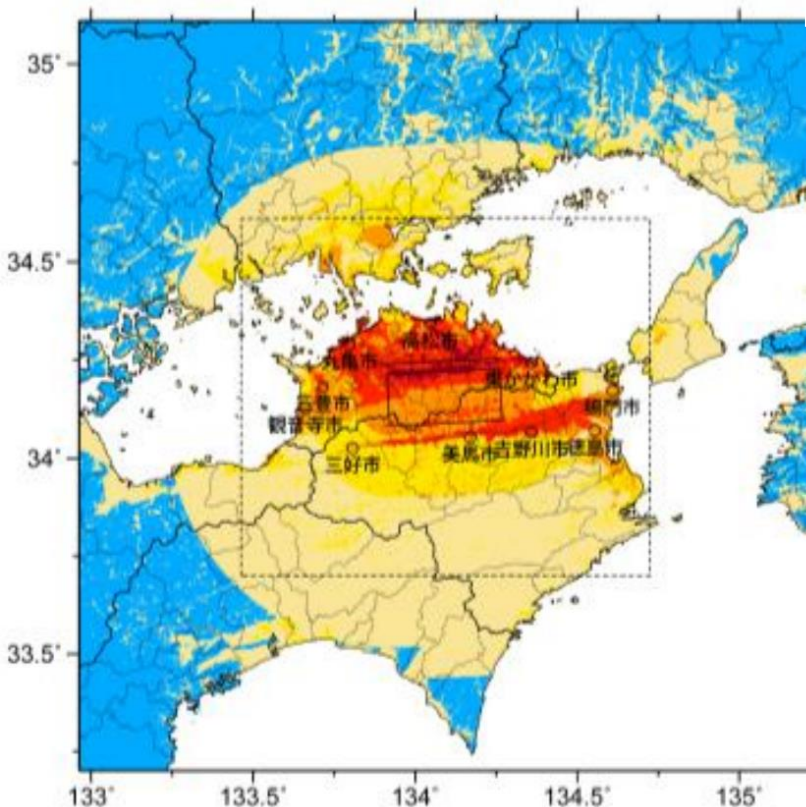 35°
34.5°
34°
33.5°
高松市
丸亀市
東かがわ市
三豊市
鳴門市
観音寺市
美馬市
吉野川市
徳島市
三好市
133°
133.5°
134°
134.5°
135°